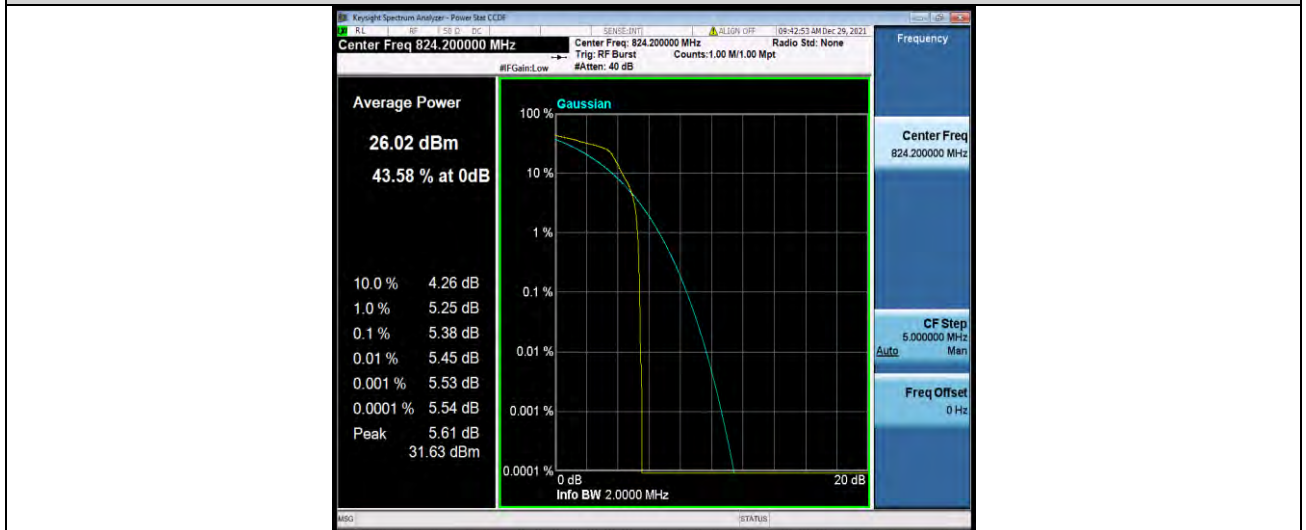 Keysight Spectrum Analyzer - Power Stat CCDF
RL RF 50 Ω DC SENSE:INT ALIGN OFF 09:42:53 AM Dec 29, 2021
Center Freq 824.200000 MHz
Center Freq: 824.200000 MHz Radio Std: None
Trig: RF Burst Counts:1.00 M/1.00 Mpt
#IFGain:Low #Atten: 40 dB
Frequency
Average Power
26.02 dBm
43.58 % at 0dB
10.0 % 4.26 dB
1.0 % 5.25 dB
0.1 % 5.38 dB
0.01 % 5.45 dB
0.001 % 5.53 dB
0.0001 % 5.54 dB
Peak 5.61 dB
31.63 dBm
Gaussian
100 %
10 %
1 %
0.1 %
0.01 %
0.001 %
0.0001 %
0 dB 20 dB
Info BW 2.0000 MHz
Center Freq
824.200000 MHz
CF Step
5.000000 MHz
Auto Man
Freq Offset
0 Hz
MSG STATUS